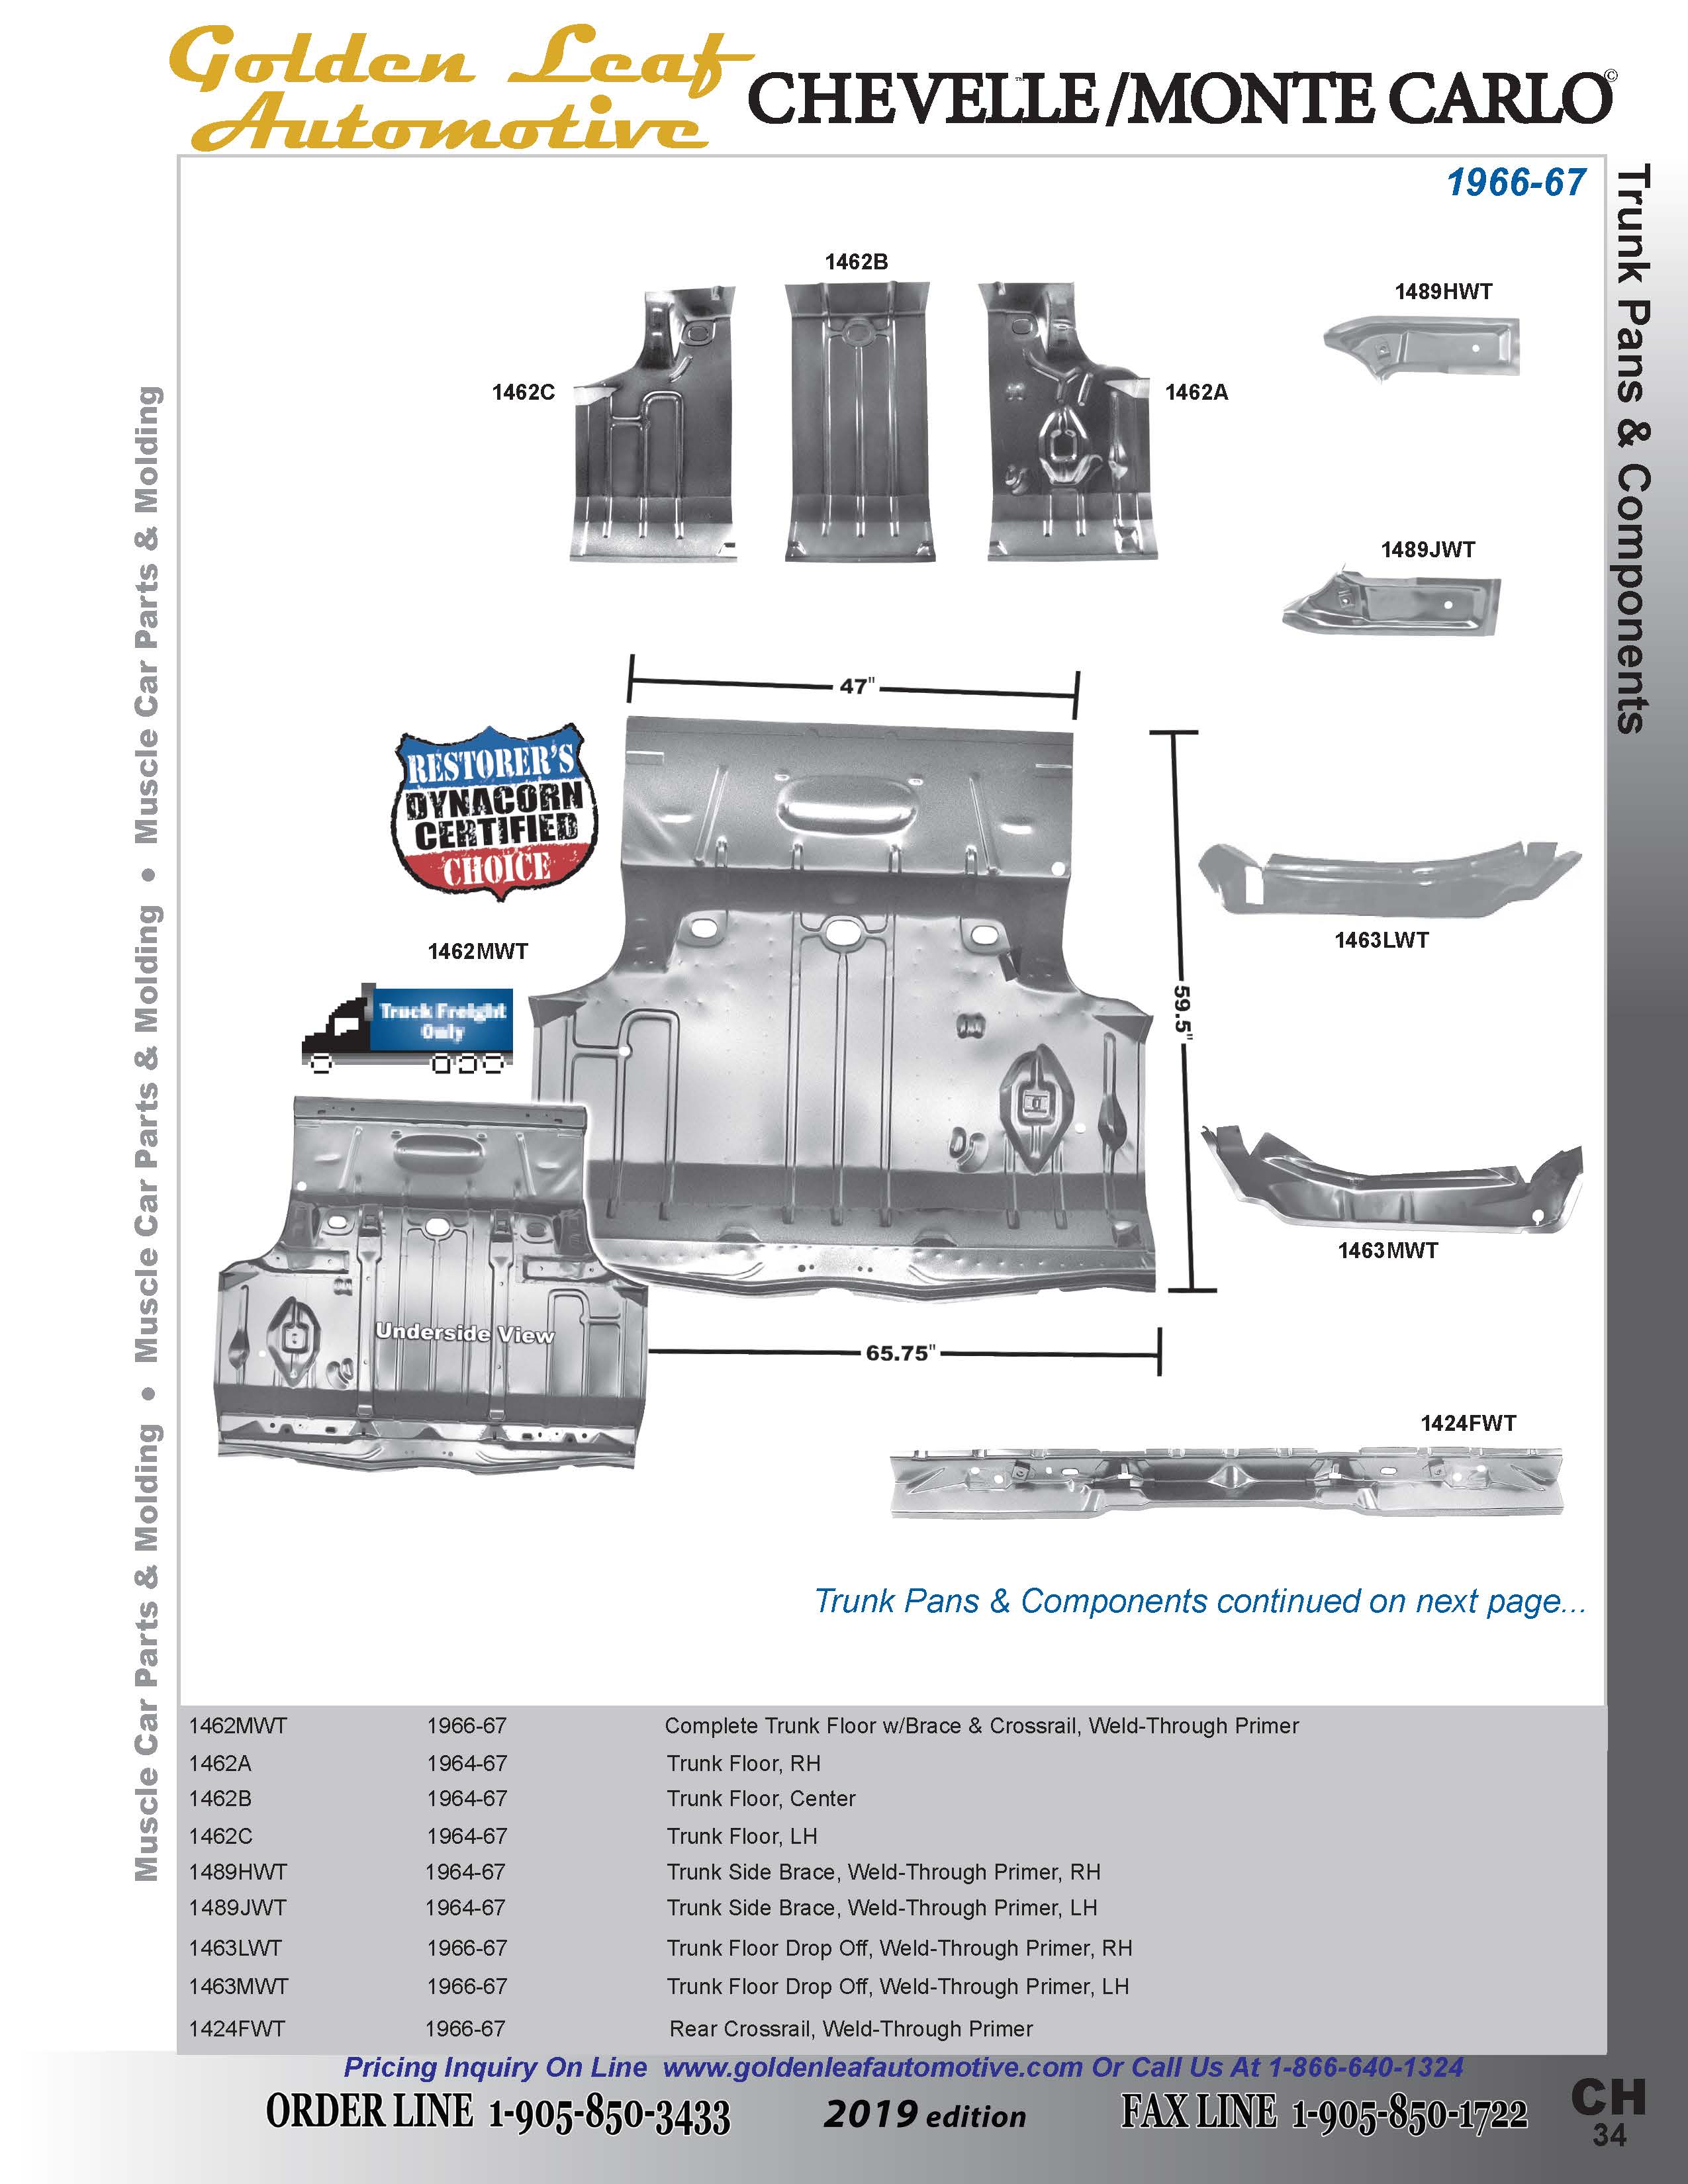 Golden Leaf
Automotive
CHEVELLE™/MONTE CARLO©
1966-67
Trunk Pans & Components
Muscle Car Parts & Molding • Muscle Car Parts & Molding • Muscle Car Parts & Molding
1462B
1489HWT
1462C
1462A
1489JWT
47"
RESTORER'S
DYNACORN
CERTIFIED
CHOICE
1462MWT
1463LWT
Truck Freight
Only
59.5"
1463MWT
Underside View
65.75"
1424FWT
Trunk Pans & Components continued on next page...
1462MWT 1966-67 Complete Trunk Floor w/Brace & Crossrail, Weld-Through Primer
1462A 1964-67 Trunk Floor, RH
1462B 1964-67 Trunk Floor, Center
1462C 1964-67 Trunk Floor, LH
1489HWT 1964-67 Trunk Side Brace, Weld-Through Primer, RH
1489JWT 1964-67 Trunk Side Brace, Weld-Through Primer, LH
1463LWT 1966-67 Trunk Floor Drop Off, Weld-Through Primer, RH
1463MWT 1966-67 Trunk Floor Drop Off, Weld-Through Primer, LH
1424FWT 1966-67 Rear Crossrail, Weld-Through Primer
Pricing Inquiry On Line www.goldenleafautomotive.com Or Call Us At 1-866-640-1324
ORDER LINE 1-905-850-3433 2019 edition FAX LINE 1-905-850-1722
CH
34